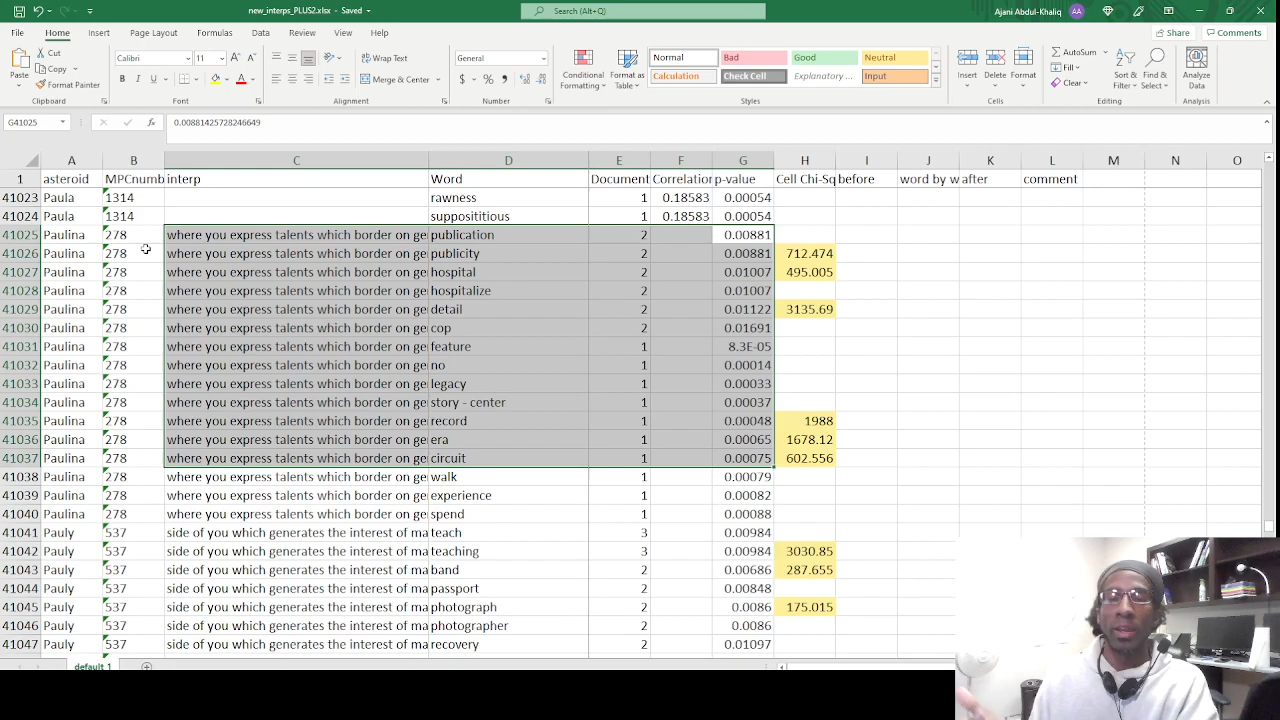 new_interps_PLUS2.xlsx • Saved
Search (Alt+Q)
Ajani Abdul-Khaliq AA
File Home Insert Page Layout Formulas Data Review View Help
Share Comments
Paste Cut Copy Format Painter
Calibri 11
Wrap Text
Merge & Center
General
Conditional Formatting Format as Table
Normal Bad Good Neutral
Calculation Check Cell Explanatory ... Input
Insert Delete Format
AutoSum Fill Clear
Sort & Filter Find & Select
Analyze Data
Clipboard Font Alignment Number Styles Cells Editing Analysis
G41025 fx 0.00881425728246649
A B C D E F G H I J K L M N O
1 asteroid MPCnumb interp Word Document Correlation p-value Cell Chi-Sq before word by w after comment
41023 Paula 1314 rawness 1 0.18583 0.00054
41024 Paula 1314 supposititious 1 0.18583 0.00054
41025 Paulina 278 where you express talents which border on ge publication 2 0.00881
41026 Paulina 278 where you express talents which border on ge publicity 2 0.00881 712.474
41027 Paulina 278 where you express talents which border on ge hospital 2 0.01007 495.005
41028 Paulina 278 where you express talents which border on ge hospitalize 2 0.01007
41029 Paulina 278 where you express talents which border on ge detail 2 0.01122 3135.69
41030 Paulina 278 where you express talents which border on ge cop 2 0.01691
41031 Paulina 278 where you express talents which border on ge feature 1 8.3E-05
41032 Paulina 278 where you express talents which border on ge no 1 0.00014
41033 Paulina 278 where you express talents which border on ge legacy 1 0.00033
41034 Paulina 278 where you express talents which border on ge story - center 1 0.00037
41035 Paulina 278 where you express talents which border on ge record 1 0.00048 1988
41036 Paulina 278 where you express talents which border on ge era 1 0.00065 1678.12
41037 Paulina 278 where you express talents which border on ge circuit 1 0.00075 602.556
41038 Paulina 278 where you express talents which border on ge walk 1 0.00079
41039 Paulina 278 where you express talents which border on ge experience 1 0.00082
41040 Paulina 278 where you express talents which border on ge spend 1 0.00088
41041 Pauly 537 side of you which generates the interest of ma teach 3 0.00984
41042 Pauly 537 side of you which generates the interest of ma teaching 3 0.00984 3030.85
41043 Pauly 537 side of you which generates the interest of ma band 2 0.00686 287.655
41044 Pauly 537 side of you which generates the interest of ma passport 2 0.00848
41045 Pauly 537 side of you which generates the interest of ma photograph 2 0.0086 175.015
41046 Pauly 537 side of you which generates the interest of ma photographer 2 0.0086
41047 Pauly 537 side of you which generates the interest of ma recovery 2 0.01097
default_1